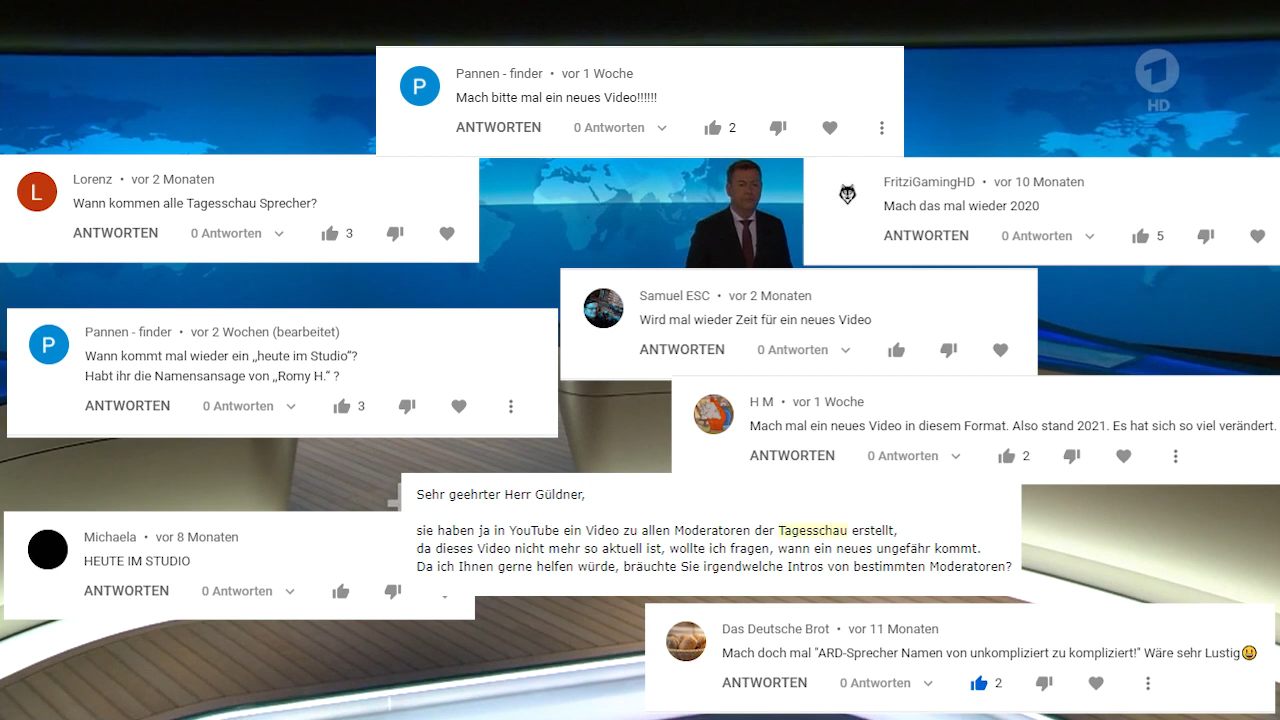 Pannen - finder • vor 1 Woche
Mach bitte mal ein neues Video!!!!!!
ANTWORTEN 0 Antworten 2
1
HD
L
P
Lorenz • vor 2 Monaten
Wann kommen alle Tagesschau Sprecher?
ANTWORTEN 0 Antworten 3
FritziGamingHD • vor 10 Monaten
Mach das mal wieder 2020
ANTWORTEN 0 Antworten 5
Samuel ESC • vor 2 Monaten
Wird mal wieder Zeit für ein neues Video
ANTWORTEN 0 Antworten
P
Pannen - finder • vor 2 Wochen (bearbeitet)
Wann kommt mal wieder ein „heute im Studio"?
Habt ihr die Namensansage von „Romy H." ?
ANTWORTEN 0 Antworten 3
H M • vor 1 Woche
Mach mal ein neues Video in diesem Format. Also stand 2021. Es hat sich so viel verändert.
ANTWORTEN 0 Antworten 2
Sehr geehrter Herr Güldner,
sie haben ja in YouTube ein Video zu allen Moderatoren der Tagesschau erstellt,
da dieses Video nicht mehr so aktuell ist, wollte ich fragen, wann ein neues ungefähr kommt.
Da ich Ihnen gerne helfen würde, bräuchte Sie irgendwelche Intros von bestimmten Moderatoren?
Michaela • vor 8 Monaten
HEUTE IM STUDIO
ANTWORTEN 0 Antworten
Das Deutsche Brot • vor 11 Monaten
Mach doch mal "ARD-Sprecher Namen von unkompliziert zu kompliziert!" Wäre sehr Lustig😃
ANTWORTEN 0 Antworten 2